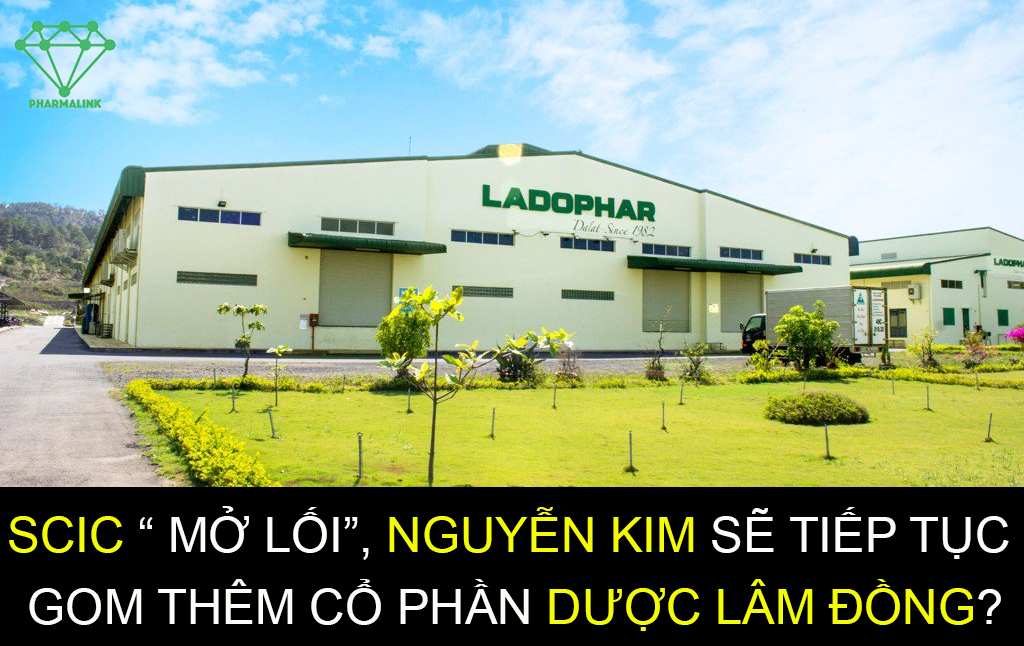 PHARMALINK
LADOPHAR
Dalat Since 1982
LADOPHAR
SCIC “ MỞ LỐI”, NGUYỄN KIM SẼ TIẾP TỤC
GOM THÊM CỔ PHẦN DƯỢC LÂM ĐỒNG?